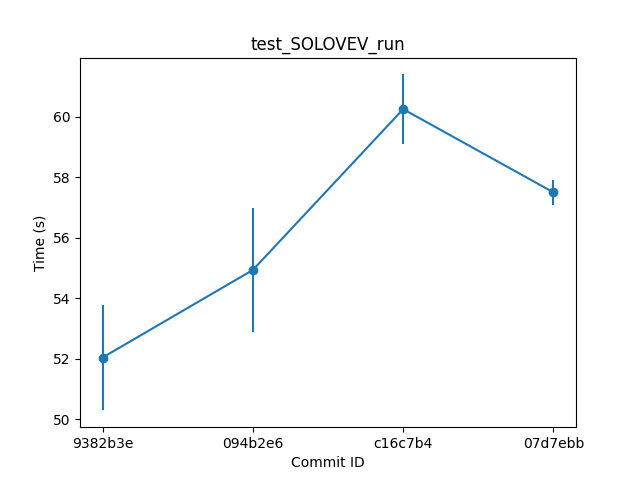 test_SOLOVEV_run
Time (s)
60
58
56
54
52
50
9382b3e
094b2e6
c16c7b4
07d7ebb
Commit ID